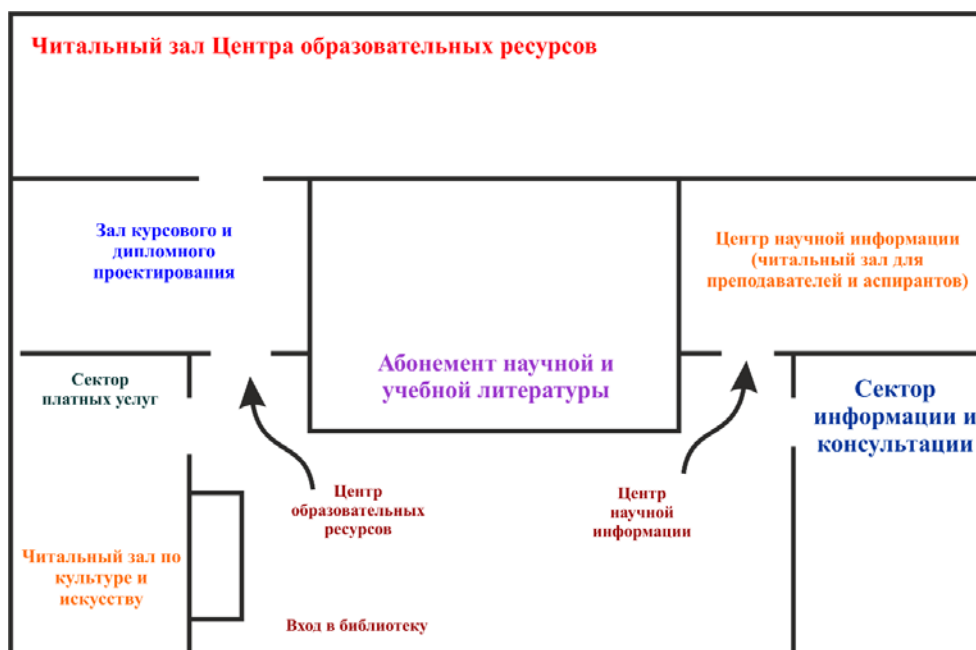 Читальный зал Центра образовательных ресурсов
Зал курсового и
дипломного
проектирования
Центр научной информации
(читальный зал для
преподавателей и аспирантов)
Абонемент научной и
учебной литературы
Сектор
платных услуг
Сектор
информации и
консультации
Центр
образовательных
ресурсов
Центр
научной
информации
Читальный зал по
культуре и
искусству
Вход в библиотеку